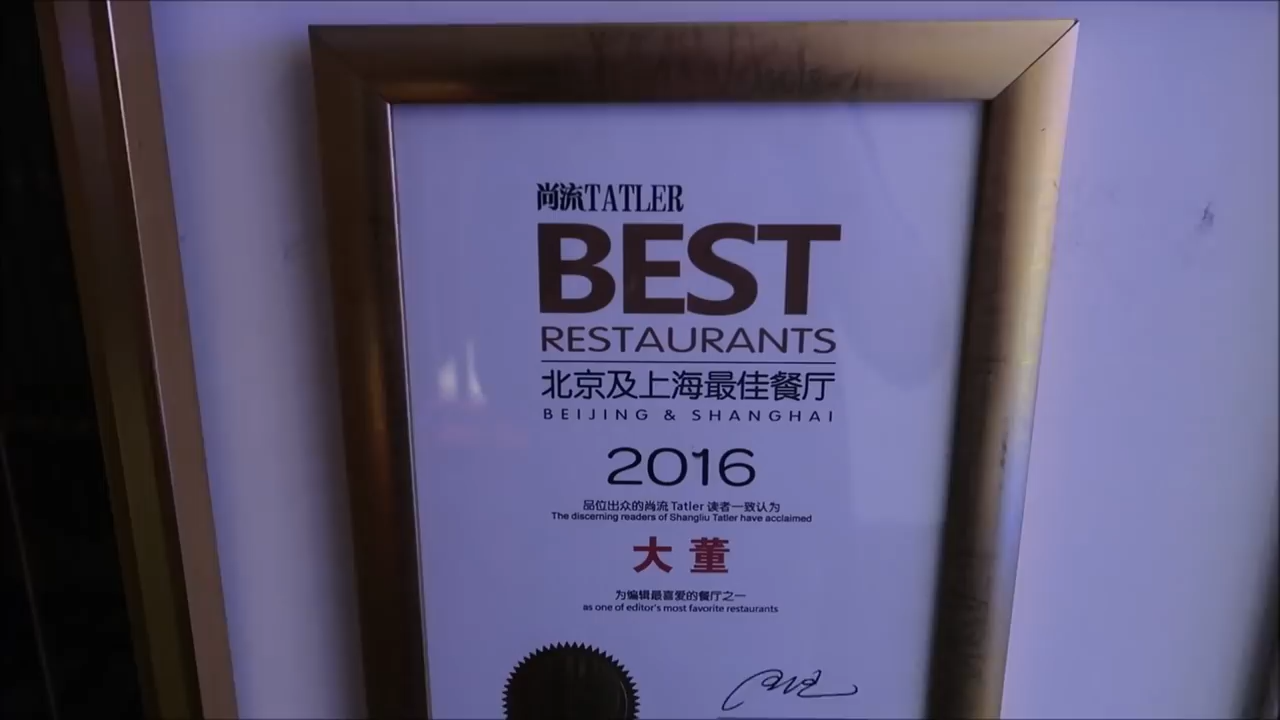 尚流TATLER
BEST
RESTAURANTS
北京及上海最佳餐厅
BEIJING & SHANGHAI
2016
品位出众的尚流 Tatler 读者一致认为
The discerning readers of Shangliu Tatler have acclaimed
大董
为编辑最喜爱的餐厅之一
as one of editor's most favorite restaurants